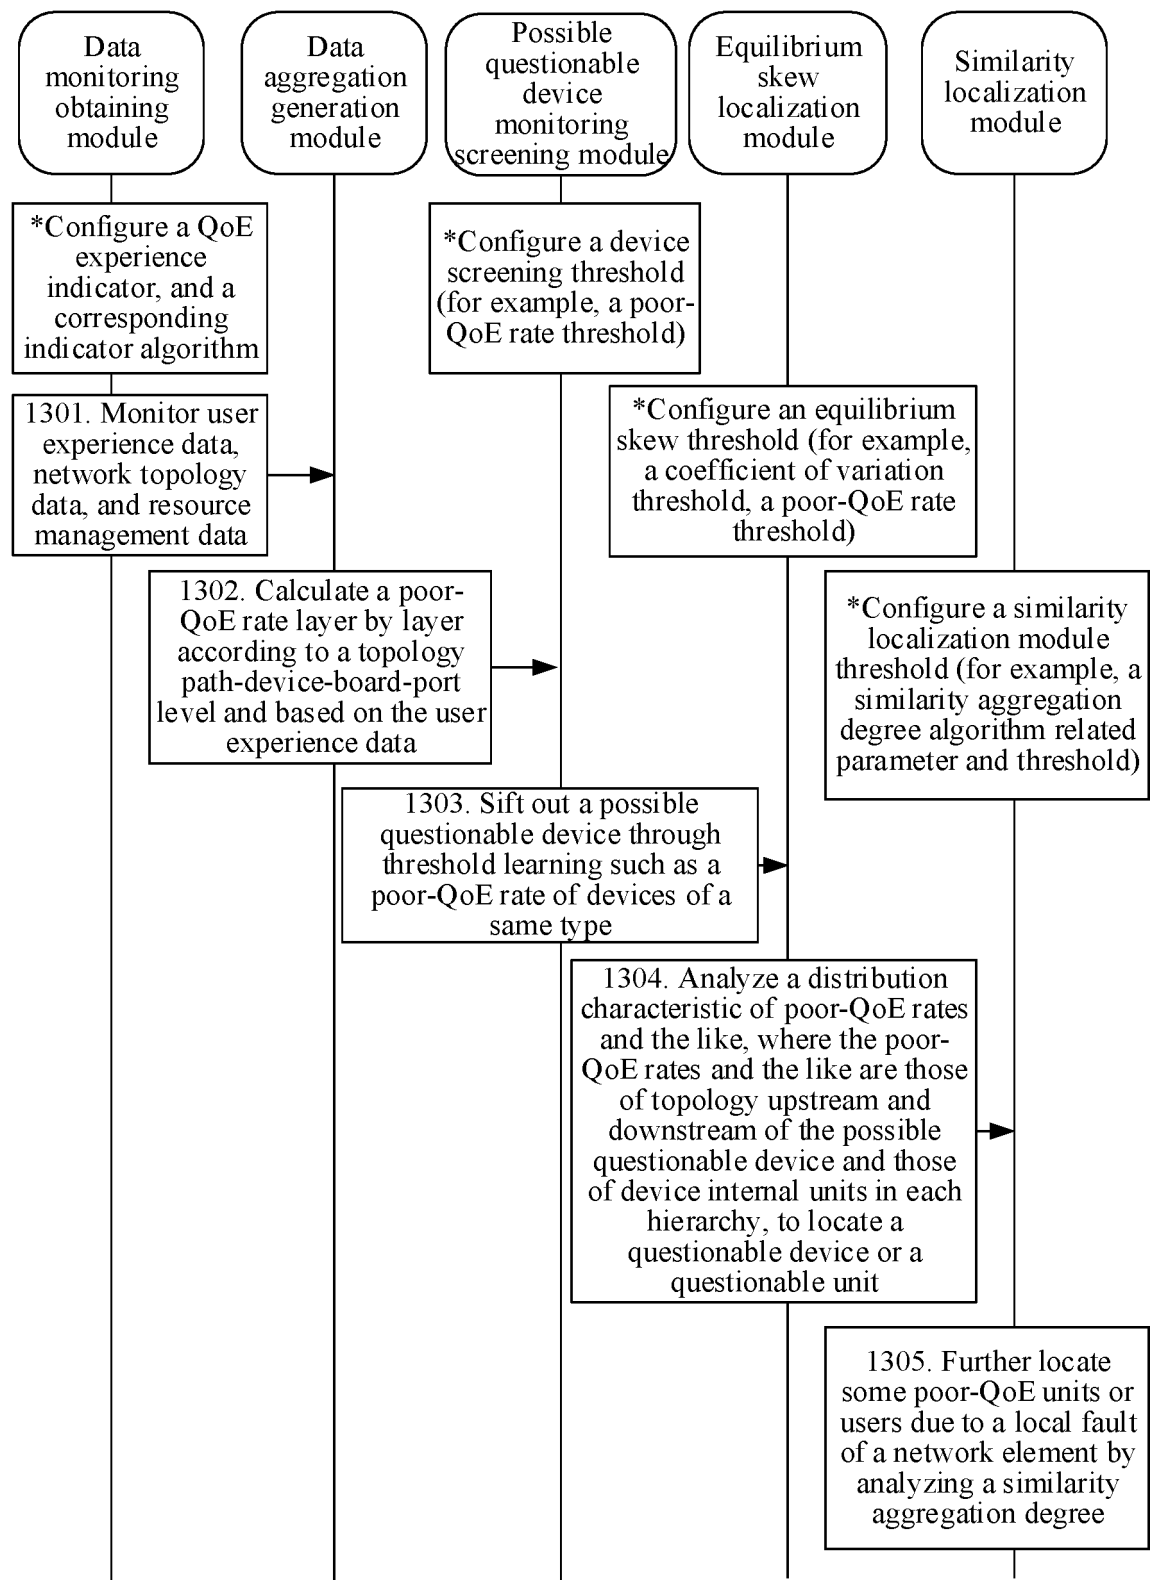 Data
monitoring
obtaining
module
Data
aggregation
generation
module
Possible
questionable
device
monitoring
screening module
Equilibrium
skew
localization
module
Similarity
localization
module
*Configure a QoE
experience
indicator, and a
corresponding
indicator algorithm
*Configure a device
screening threshold
(for example, a poor-
QoE rate threshold)
1301. Monitor user
experience data,
network topology
data, and resource
management data
*Configure an equilibrium
skew threshold (for example,
a coefficient of variation
threshold, a poor-QoE rate
threshold)
1302. Calculate a poor-
QoE rate layer by layer
according to a topology
path-device-board-port
level and based on the user
experience data
*Configure a similarity
localization module
threshold (for example, a
similarity aggregation
degree algorithm related
parameter and threshold)
1303. Sift out a possible
questionable device through
threshold learning such as a
poor-QoE rate of devices of a
same type
1304. Analyze a distribution
characteristic of poor-QoE rates
and the like, where the poor-
QoE rates and the like are those
of topology upstream and
downstream of the possible
questionable device and those
of device internal units in each
hierarchy, to locate a
questionable device or a
questionable unit
1305. Further locate
some poor-QoE units or
users due to a local fault
of a network element by
analyzing a similarity
aggregation degree